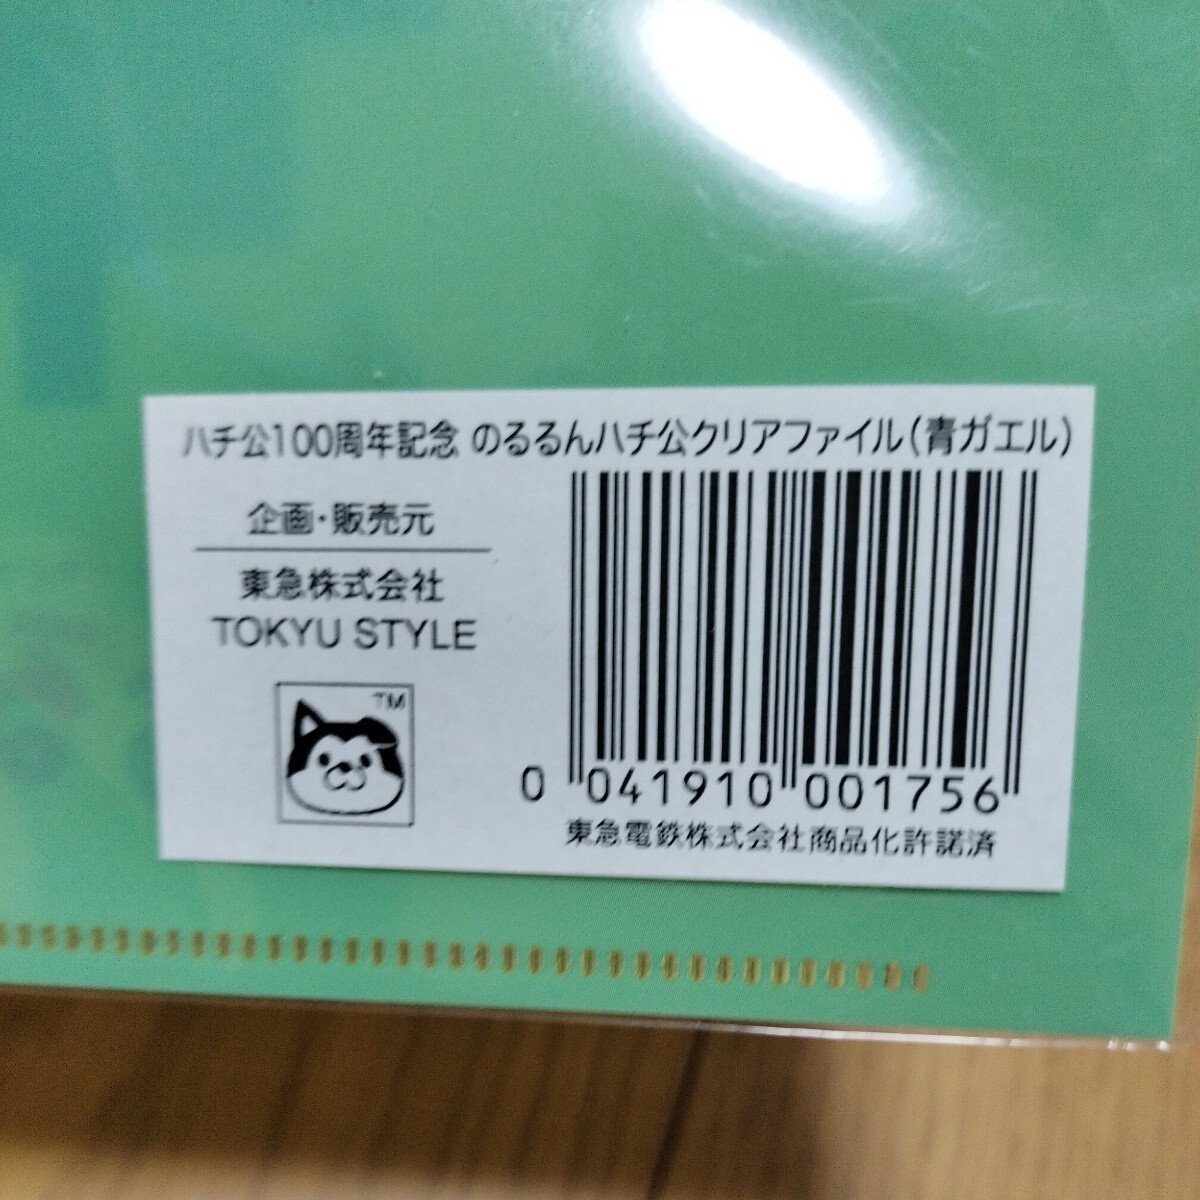 ハチ公100周年記念 のるるんハチ公クリアファイル(青ガエル)
企画・販売元
東急株式会社
TOKYU STYLE
TM
0 041910 001756
東急電鉄株式会社商品化許諾済